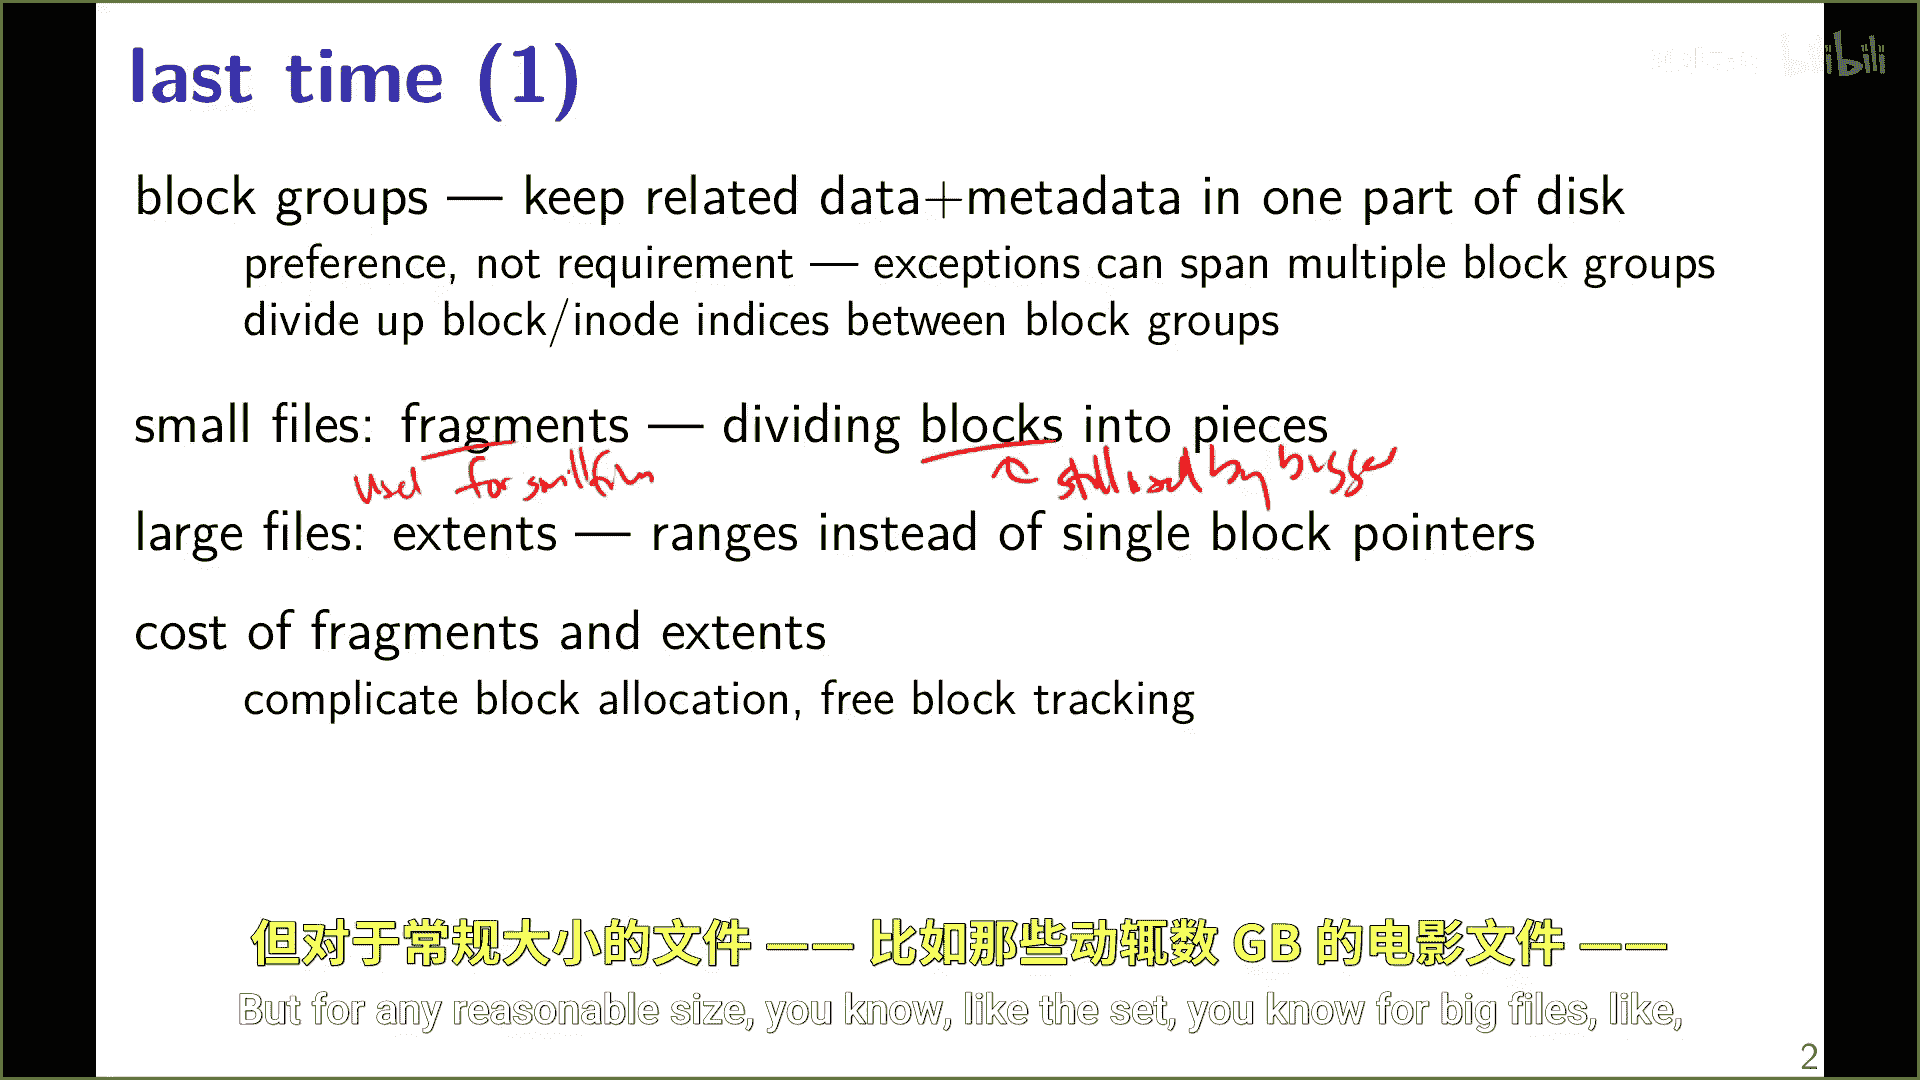 last time (1)
bilibili
block groups — keep related data+metadata in one part of disk
preference, not requirement — exceptions can span multiple block groups
divide up block/inode indices between block groups
small files: fragments — dividing blocks into pieces
used for small files
still used by bigger
large files: extents — ranges instead of single block pointers
cost of fragments and extents
complicate block allocation, free block tracking
但对于常规大小的文件 —— 比如那些动辄数 GB 的电影文件 ——
But for any reasonable size, you know, like the set, you know for big files, like,
2